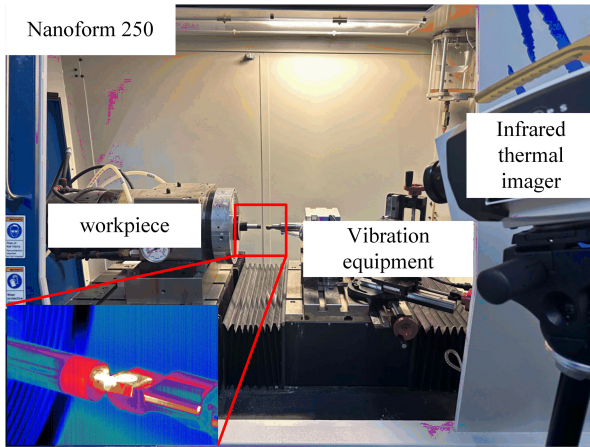 Nanoform 250
Infrared
thermal
imager
workpiece
Vibration
equipment